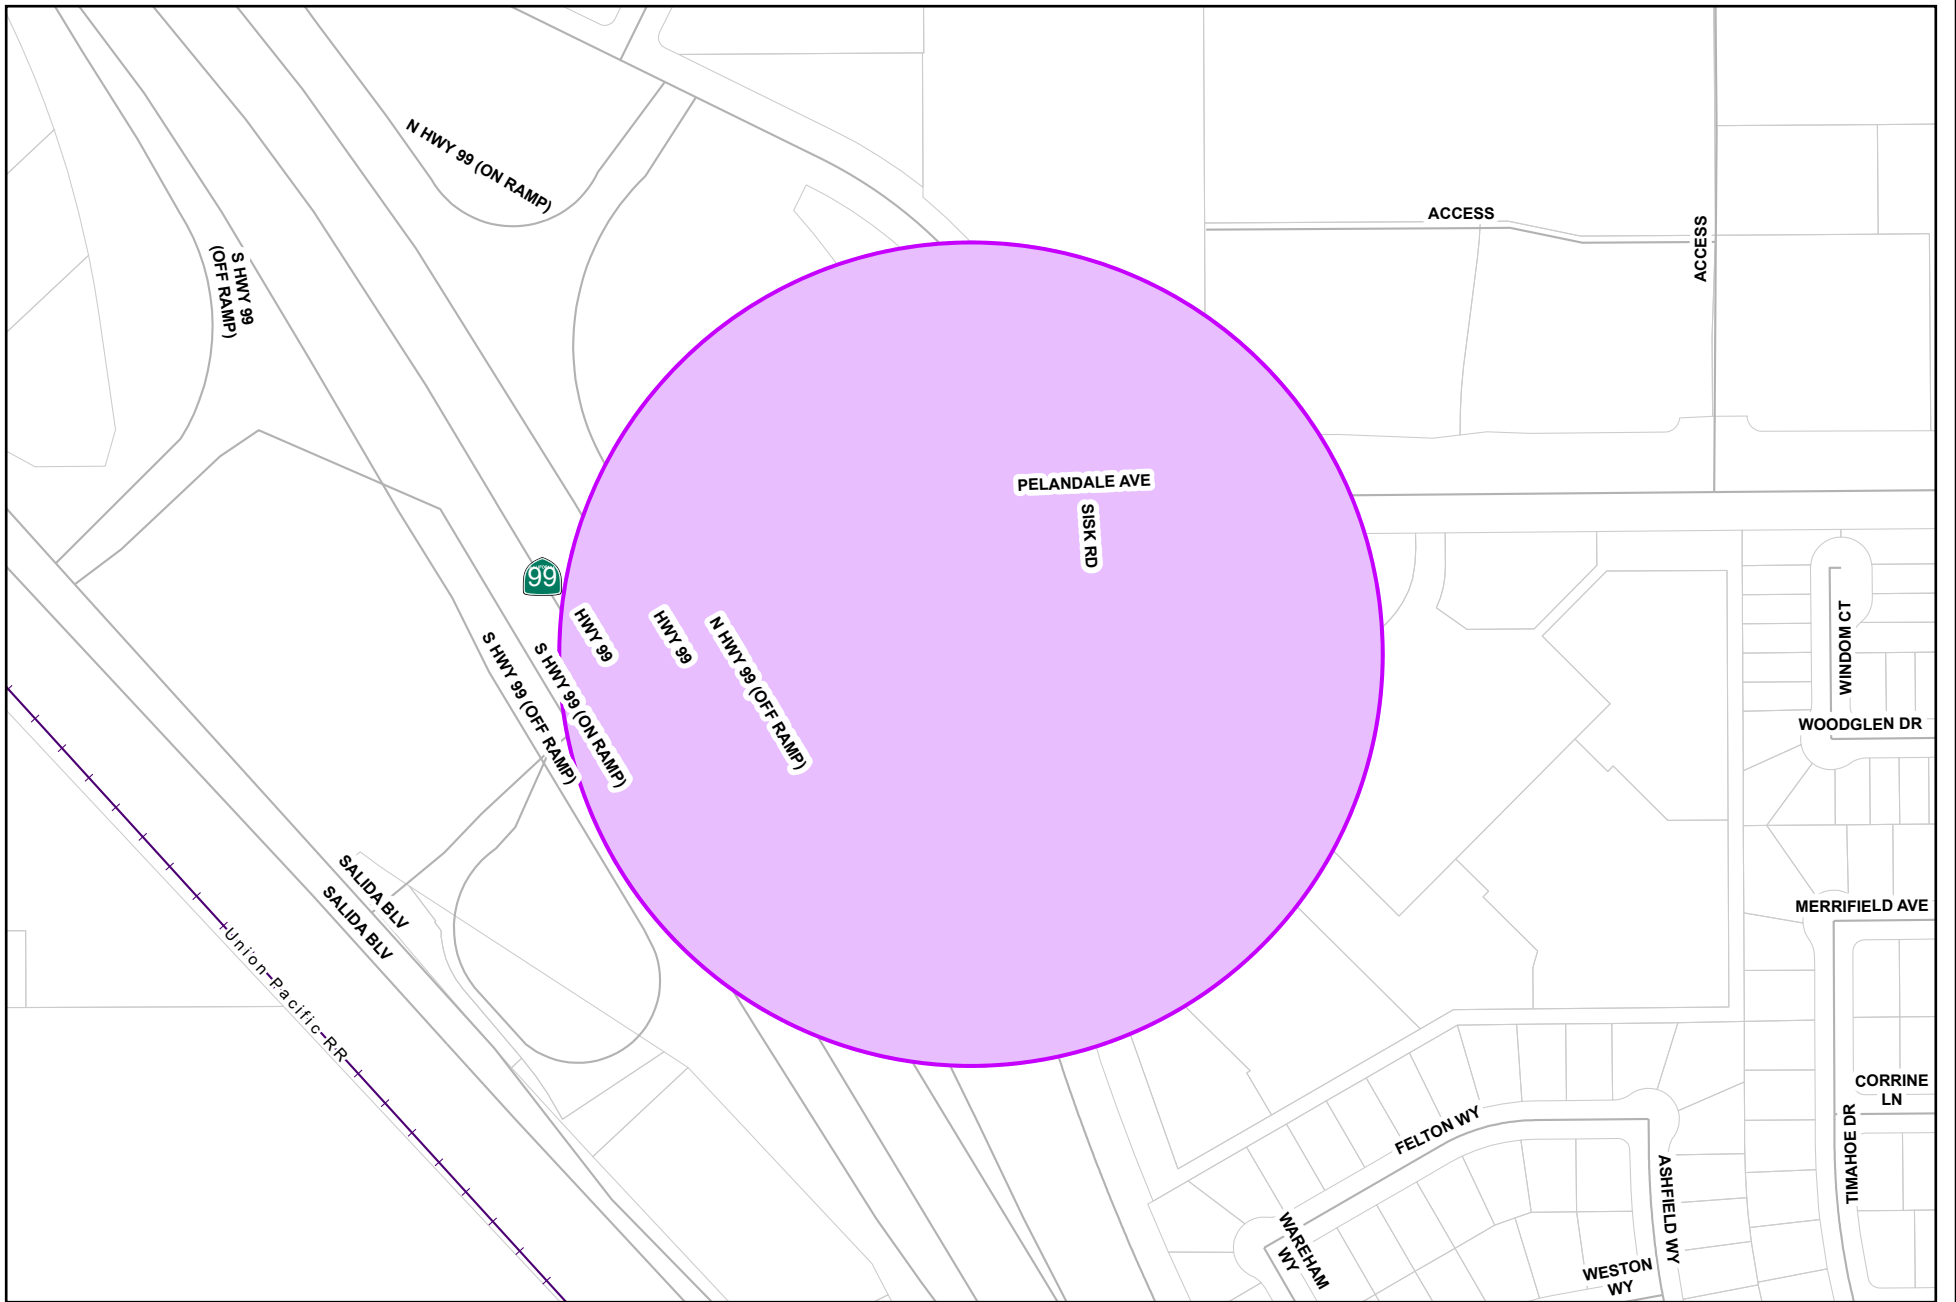 N HWY 99 (ON RAMP)
ACCESS
ACCESS
S HWY 99
(OFF RAMP)
PELANDALE AVE
SISK RD
99
HWY 99
HWY 99
N HWY 99 (OFF RAMP)
S HWY 99 (ON RAMP)
S HWY 99 (OFF RAMP)
WINDOM CT
WOODGLEN DR
SALIDA BLV
SALIDA BLV
MERRIFIELD AVE
Union Pacific RR
CORRINE
LN
TIMAHOE DR
FELTON WY
ASHFIELD WY
WAREHAM
WY
WESTON
WY